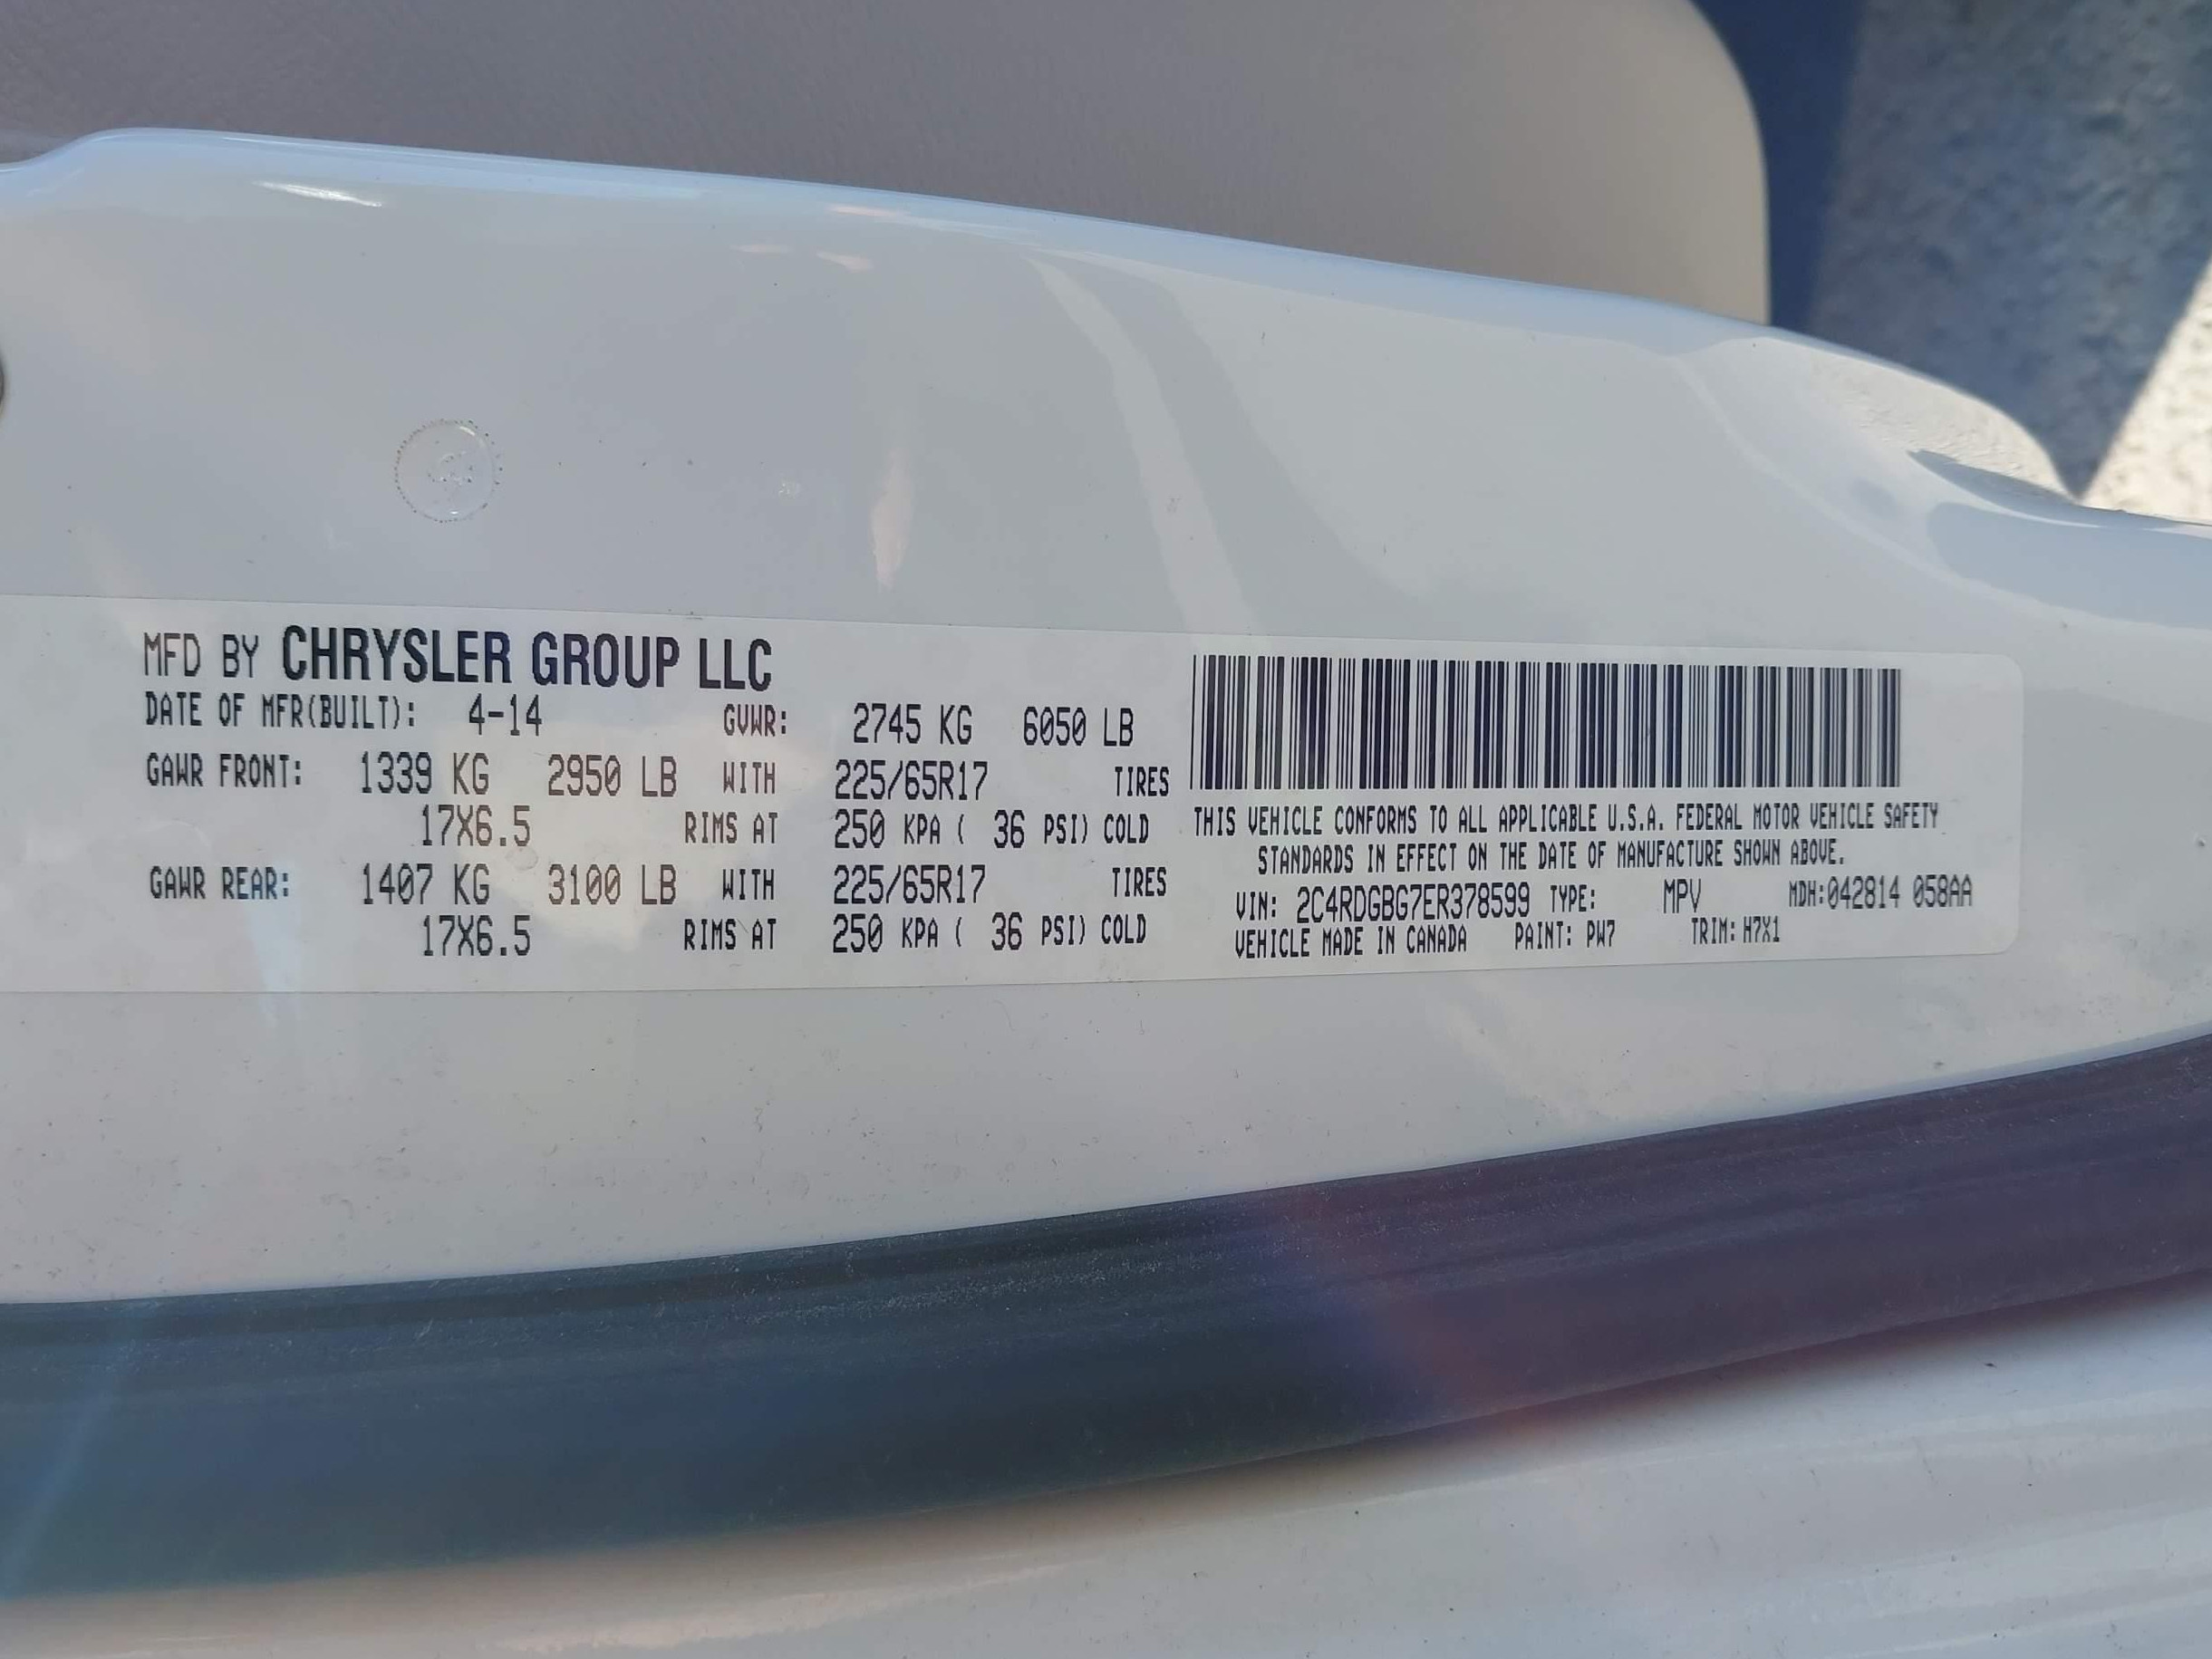 MFD BY CHRYSLER GROUP LLC
DATE OF MFR(BUILT): 4-14 GVWR: 2745 KG 6050 LB
GAWR FRONT: 1339 KG 2950 LB WITH 225/65R17 TIRES
17X6.5 RIMS AT 250 KPA ( 36 PSI) COLD
GAWR REAR: 1407 KG 3100 LB WITH 225/65R17 TIRES
17X6.5 RIMS AT 250 KPA ( 36 PSI) COLD
THIS VEHICLE CONFORMS TO ALL APPLICABLE U.S.A. FEDERAL MOTOR VEHICLE SAFETY
STANDARDS IN EFFECT ON THE DATE OF MANUFACTURE SHOWN ABOVE.
VIN: 2C4RDGBG7ER378599 TYPE: MPV MDH:042814 058AA
VEHICLE MADE IN CANADA PAINT: PW7 TRIM: H7X1